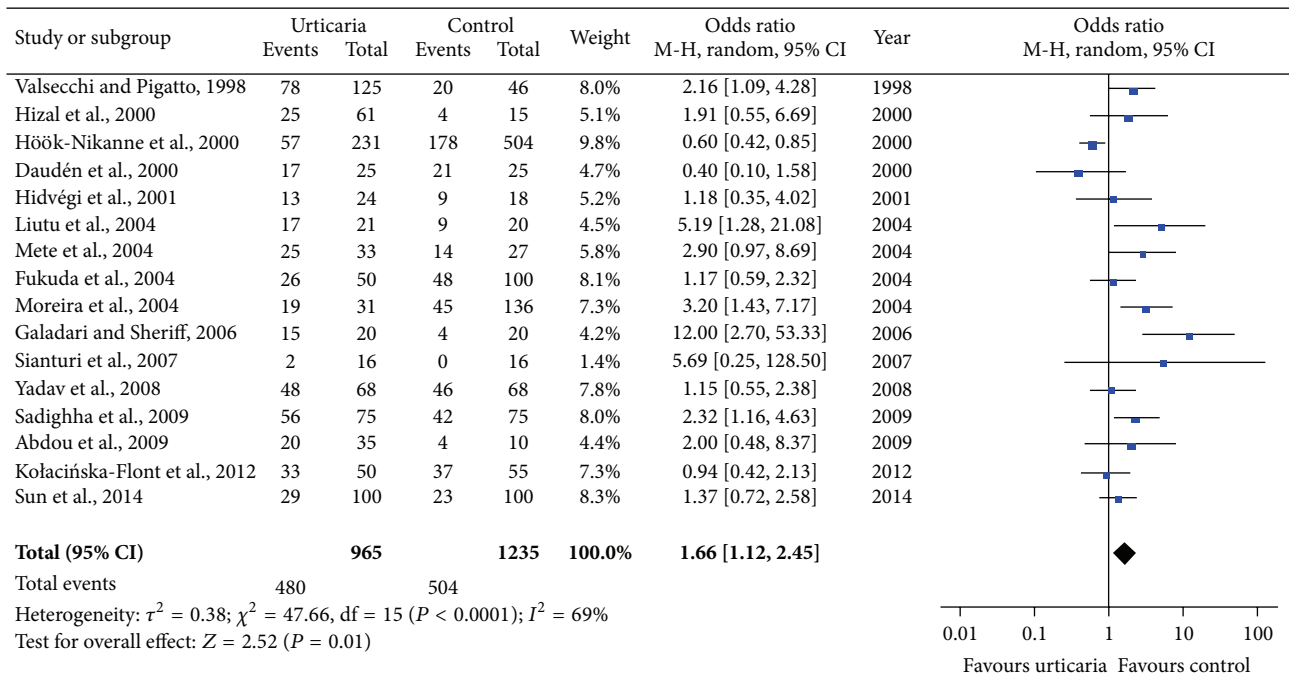 Study or subgroup Urticaria Control Weight Odds ratio Year Odds ratio
Events Total Events Total M-H, random, 95% CI M-H, random, 95% CI
Valsecchi and Pigatto, 1998 78 125 20 46 8.0% 2.16 [1.09, 4.28] 1998
Hizal et al., 2000 25 61 4 15 5.1% 1.91 [0.55, 6.69] 2000
Höök-Nikanne et al., 2000 57 231 178 504 9.8% 0.60 [0.42, 0.85] 2000
Daudén et al., 2000 17 25 21 25 4.7% 0.40 [0.10, 1.58] 2000
Hidvégi et al., 2001 13 24 9 18 5.2% 1.18 [0.35, 4.02] 2001
Liutu et al., 2004 17 21 9 20 4.5% 5.19 [1.28, 21.08] 2004
Mete et al., 2004 25 33 14 27 5.8% 2.90 [0.97, 8.69] 2004
Fukuda et al., 2004 26 50 48 100 8.1% 1.17 [0.59, 2.32] 2004
Moreira et al., 2004 19 31 45 136 7.3% 3.20 [1.43, 7.17] 2004
Galadari and Sheriff, 2006 15 20 4 20 4.2% 12.00 [2.70, 53.33] 2006
Sianturi et al., 2007 2 16 0 16 1.4% 5.69 [0.25, 128.50] 2007
Yadav et al., 2008 48 68 46 68 7.8% 1.15 [0.55, 2.38] 2008
Sadighha et al., 2009 56 75 42 75 8.0% 2.32 [1.16, 4.63] 2009
Abdou et al., 2009 20 35 4 10 4.4% 2.00 [0.48, 8.37] 2009
Kołacińska-Flont et al., 2012 33 50 37 55 7.3% 0.94 [0.42, 2.13] 2012
Sun et al., 2014 29 100 23 100 8.3% 1.37 [0.72, 2.58] 2014
Total (95% CI) 965 1235 100.0% 1.66 [1.12, 2.45]
Total events 480 504
Heterogeneity: τ² = 0.38; χ² = 47.66, df = 15 (P < 0.0001); I² = 69%
Test for overall effect: Z = 2.52 (P = 0.01)
0.01 0.1 1 10 100
Favours urticaria Favours control